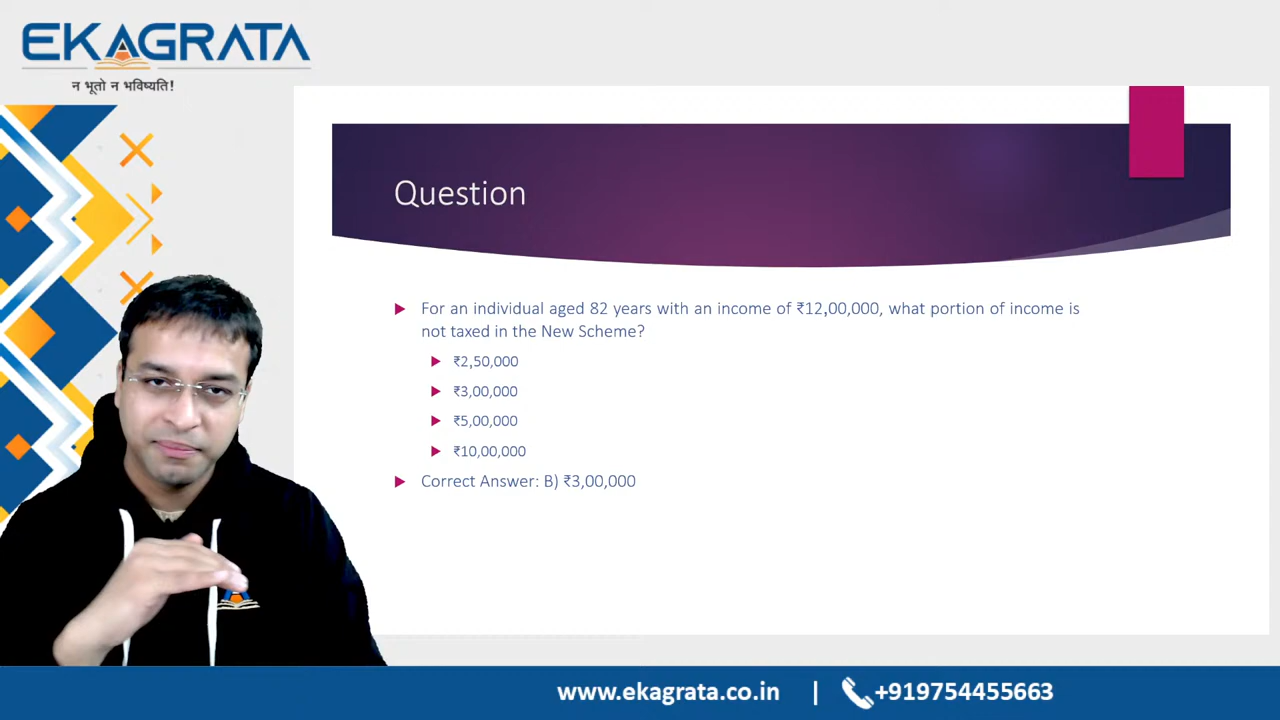 EKAGRATA
न भूतो न भविष्यति!
Question
For an individual aged 82 years with an income of ₹12,00,000, what portion of income is
not taxed in the New Scheme?
₹2,50,000
₹3,00,000
₹5,00,000
₹10,00,000
Correct Answer: B) ₹3,00,000
www.ekagrata.co.in | +919754455663